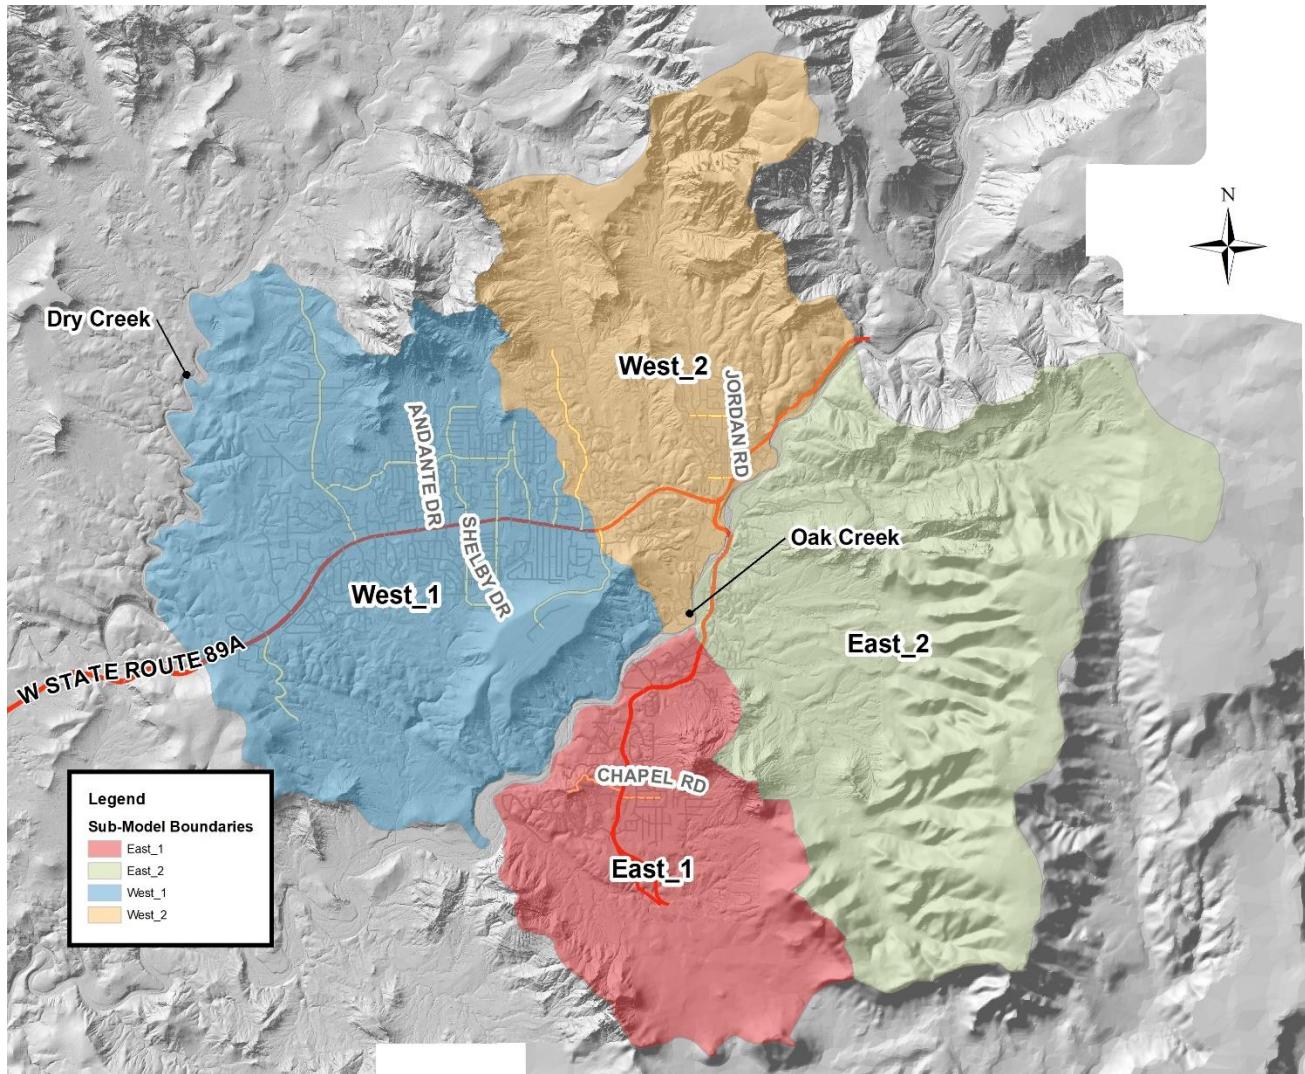 N
Dry Creek
West_2
JORDAN RD
ANDANTE DR
SHELBY DR
Oak Creek
West_1
East_2
W STATE ROUTE 89A
CHAPEL RD
East_1
Legend
Sub-Model Boundaries
East_1
East_2
West_1
West_2